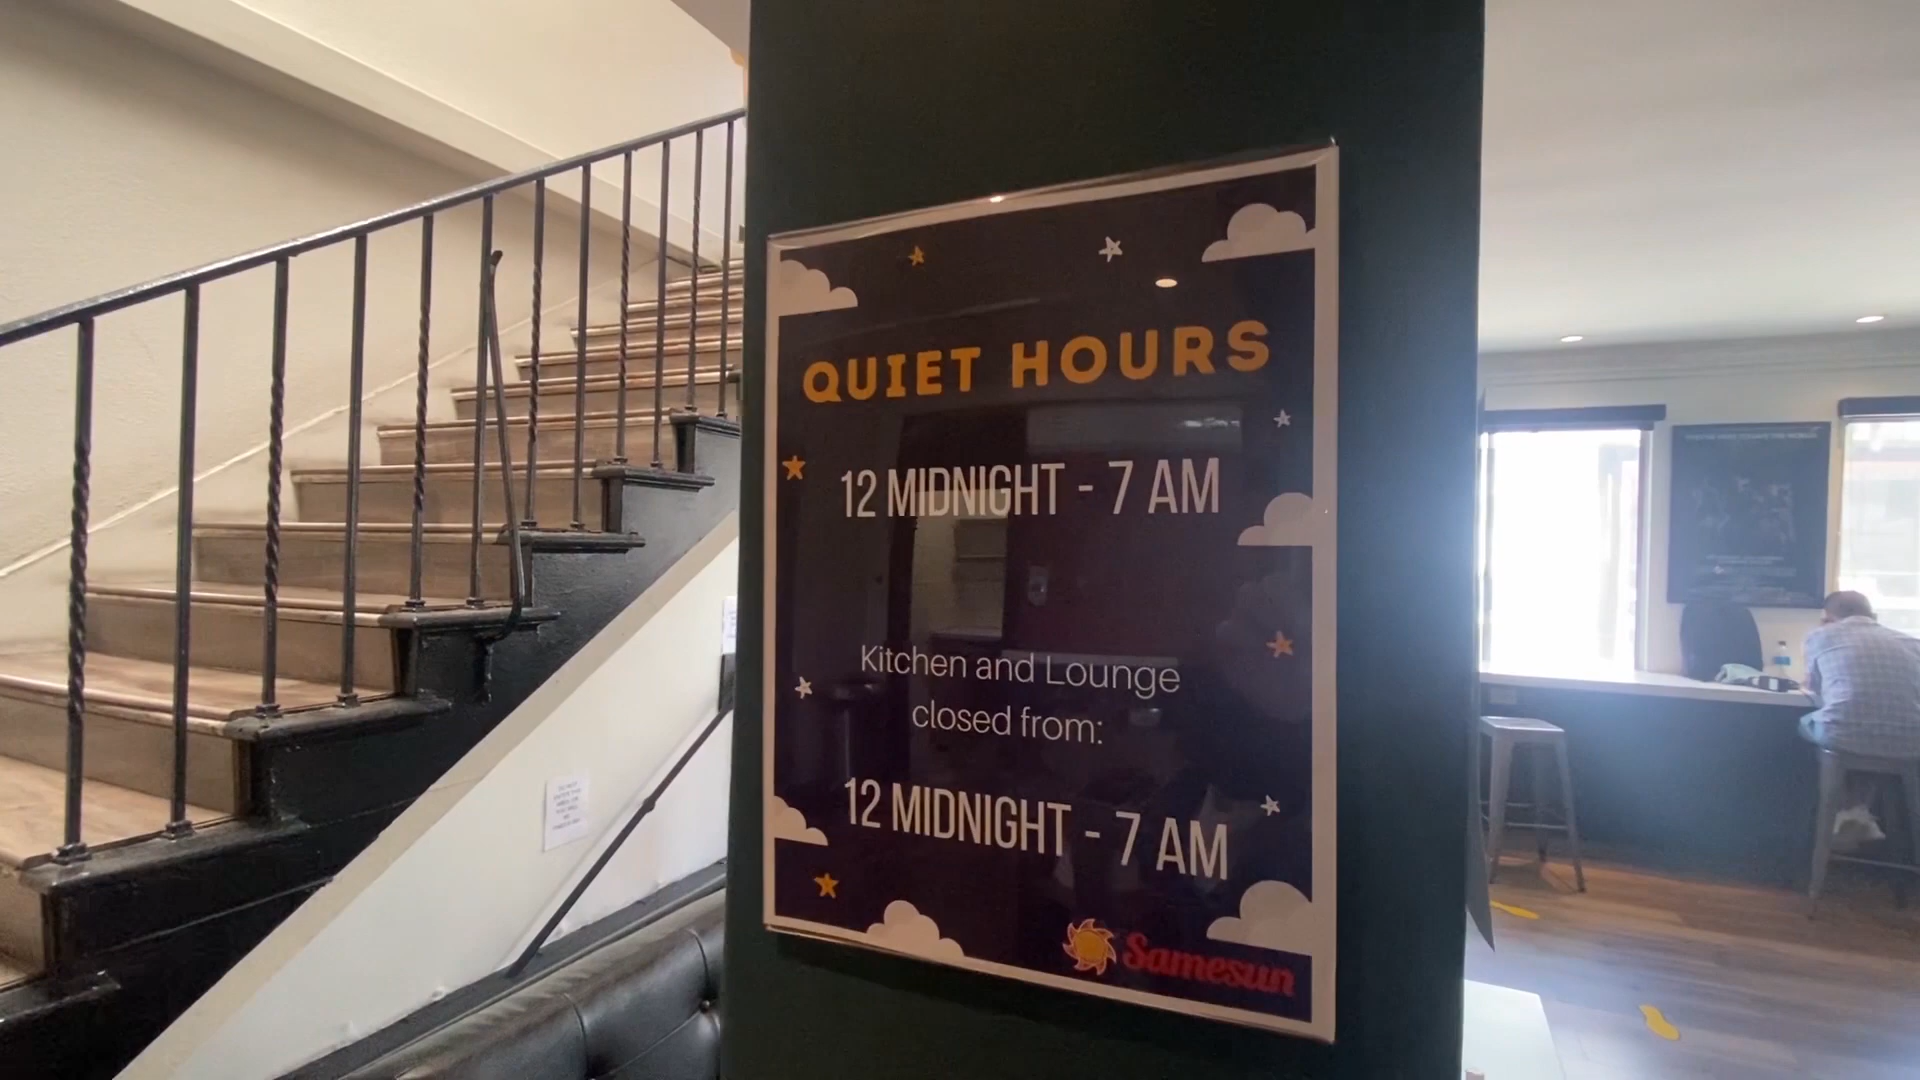 QUIET HOURS
12 MIDNIGHT - 7 AM
Kitchen and Lounge
closed from:
12 MIDNIGHT - 7 AM
Samesun